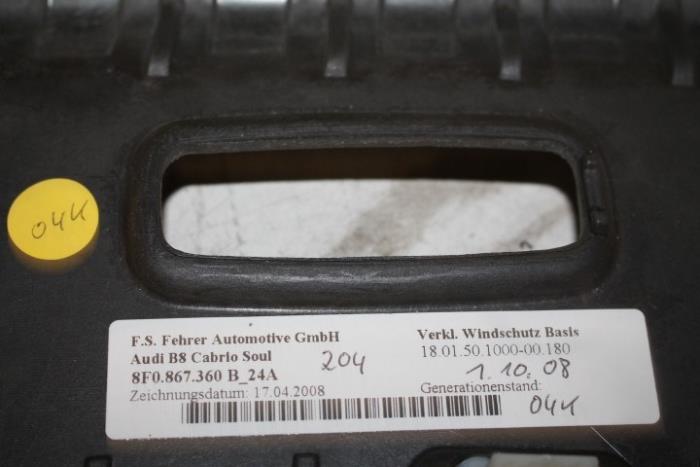 04K
F.S. Fehrer Automotive GmbH
Audi B8 Cabrio Soul
8F0.867.360 B_24A
Zeichnungsdatum: 17.04.2008
204
Verkl. Windschutz Basis
18.01.50.1000-00.180
1.10.08
Generationenstand:
04K